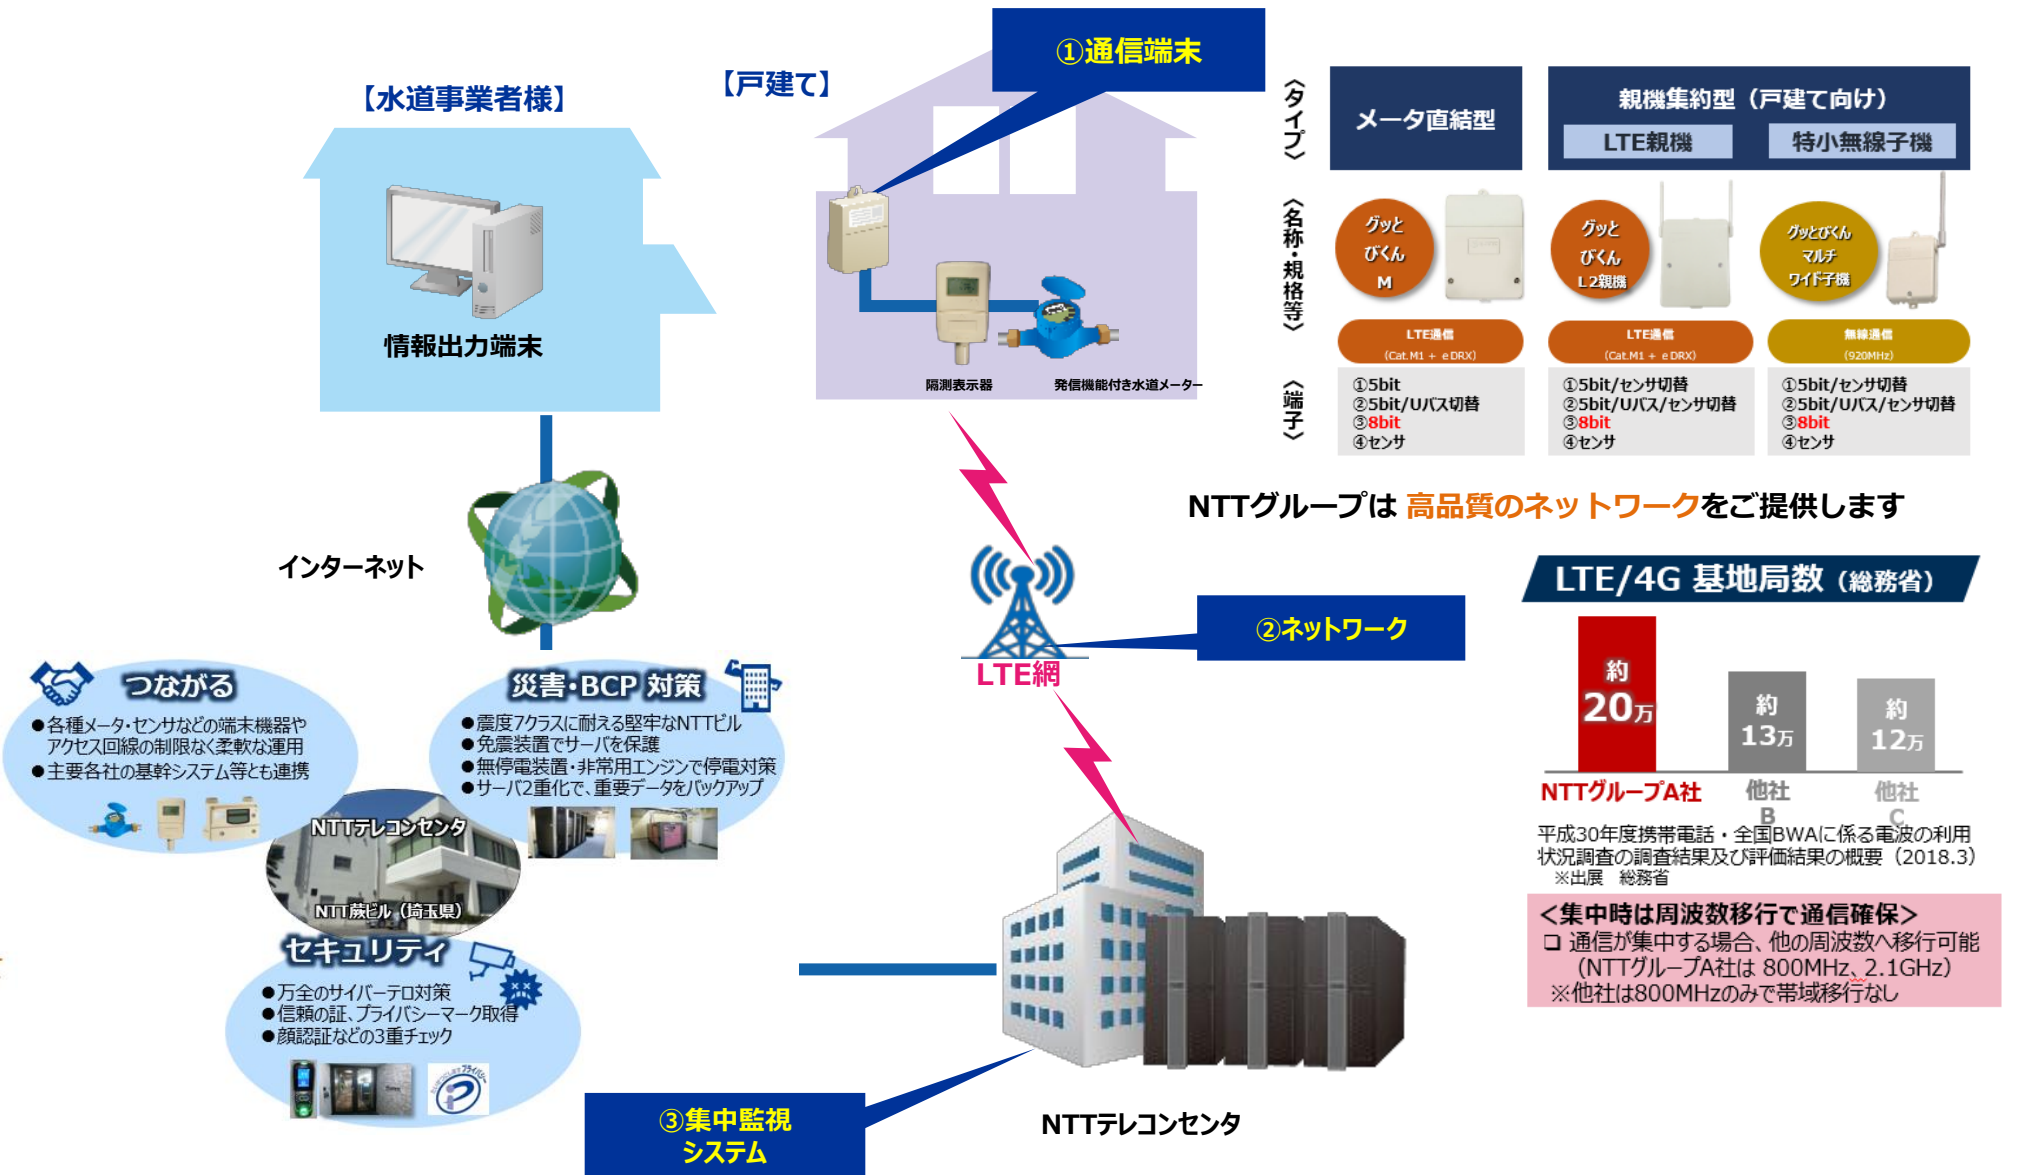 ①通信端末
【水道事業者様】
【戸建て】
情報出力端末
隔測表示器
発信機能付き水道メーター
〈タイプ〉
メータ直結型
親機集約型（戸建て向け）
LTE親機
特小無線子機
〈名称・規格等〉
グッと
びくん
M
グッと
びくん
L2親機
グッとびくん
マルチ
ワイド子機
LTE通信
(Cat.M1 + eDRX)
LTE通信
(Cat.M1 + eDRX)
無線通信
(920MHz)
〈端子〉
①5bit
②5bit/Uバス切替
③8bit
④センサ
①5bit/センサ切替
②5bit/Uバス/センサ切替
③8bit
④センサ
①5bit/センサ切替
②5bit/Uバス/センサ切替
③8bit
④センサ
NTTグループは 高品質のネットワークをご提供します
インターネット
LTE網
②ネットワーク
LTE/4G 基地局数（総務省）
約
20万
約
13万
約
12万
NTTグループA社
他社
B
他社
C
平成30年度携帯電話・全国BWAに係る電波の利用
状況調査の調査結果及び評価結果の概要（2018.3）
※出展　総務省
＜集中時は周波数移行で通信確保＞
□ 通信が集中する場合、他の周波数へ移行可能
（NTTグループA社は 800MHz、2.1GHz）
※他社は800MHzのみで帯域移行なし
つながる
●各種メータ・センサなどの端末機器や
アクセス回線の制限なく柔軟な運用
●主要各社の基幹システム等とも連携
災害・BCP 対策
●震度7クラスに耐える堅牢なNTTビル
●免震装置でサーバを保護
●無停電装置・非常用エンジンで停電対策
●サーバ2重化で、重要データをバックアップ
NTTテレコンセンタ
NTT蕨ビル（埼玉県）
セキュリティ
●万全のサイバーテロ対策
●信頼の証、プライバシーマーク取得
●顔認証などの3重チェック
プライバシー
③集中監視
システム
NTTテレコンセンタ